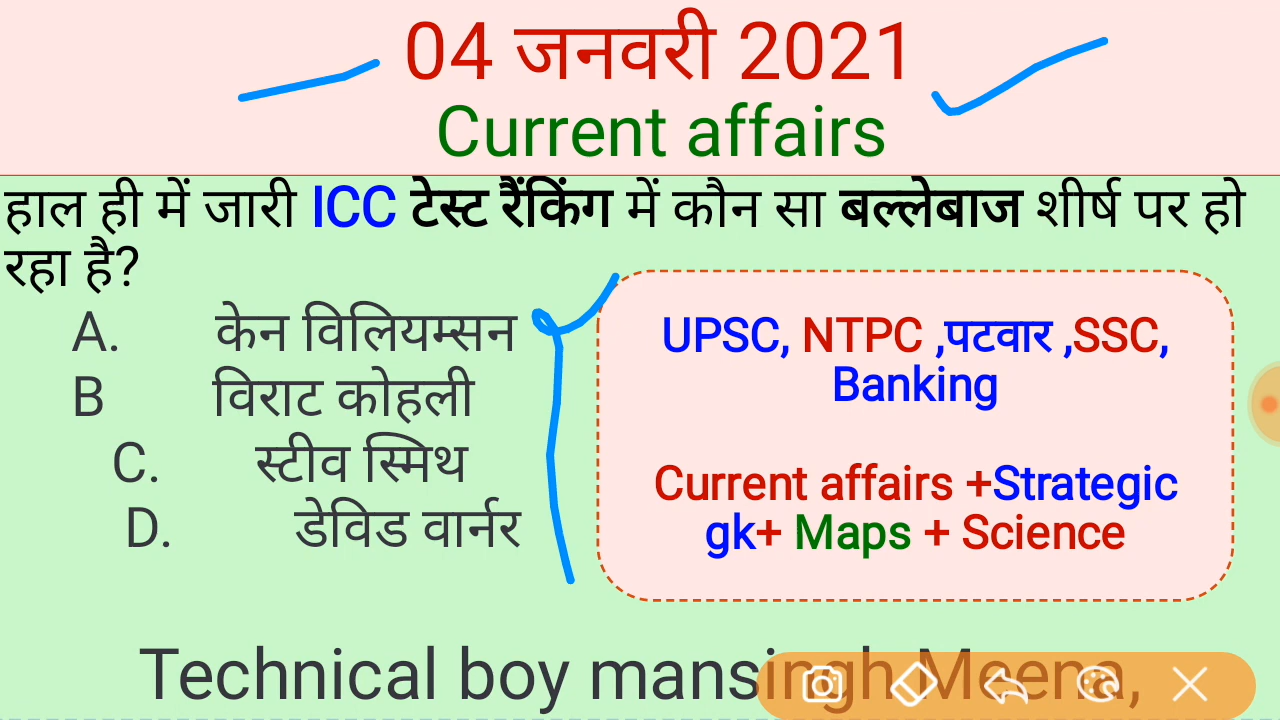 04 जनवरी 2021
Current affairs
हाल ही में जारी ICC टेस्ट रैंकिंग में कौन सा बल्लेबाज शीर्ष पर हो
रहा है?
A. केन विलियम्सन
B विराट कोहली
C. स्टीव स्मिथ
D. डेविड वार्नर
UPSC, NTPC ,पटवार ,SSC,
Banking
Current affairs +Strategic
gk+ Maps + Science
Technical boy mansingh Meena,